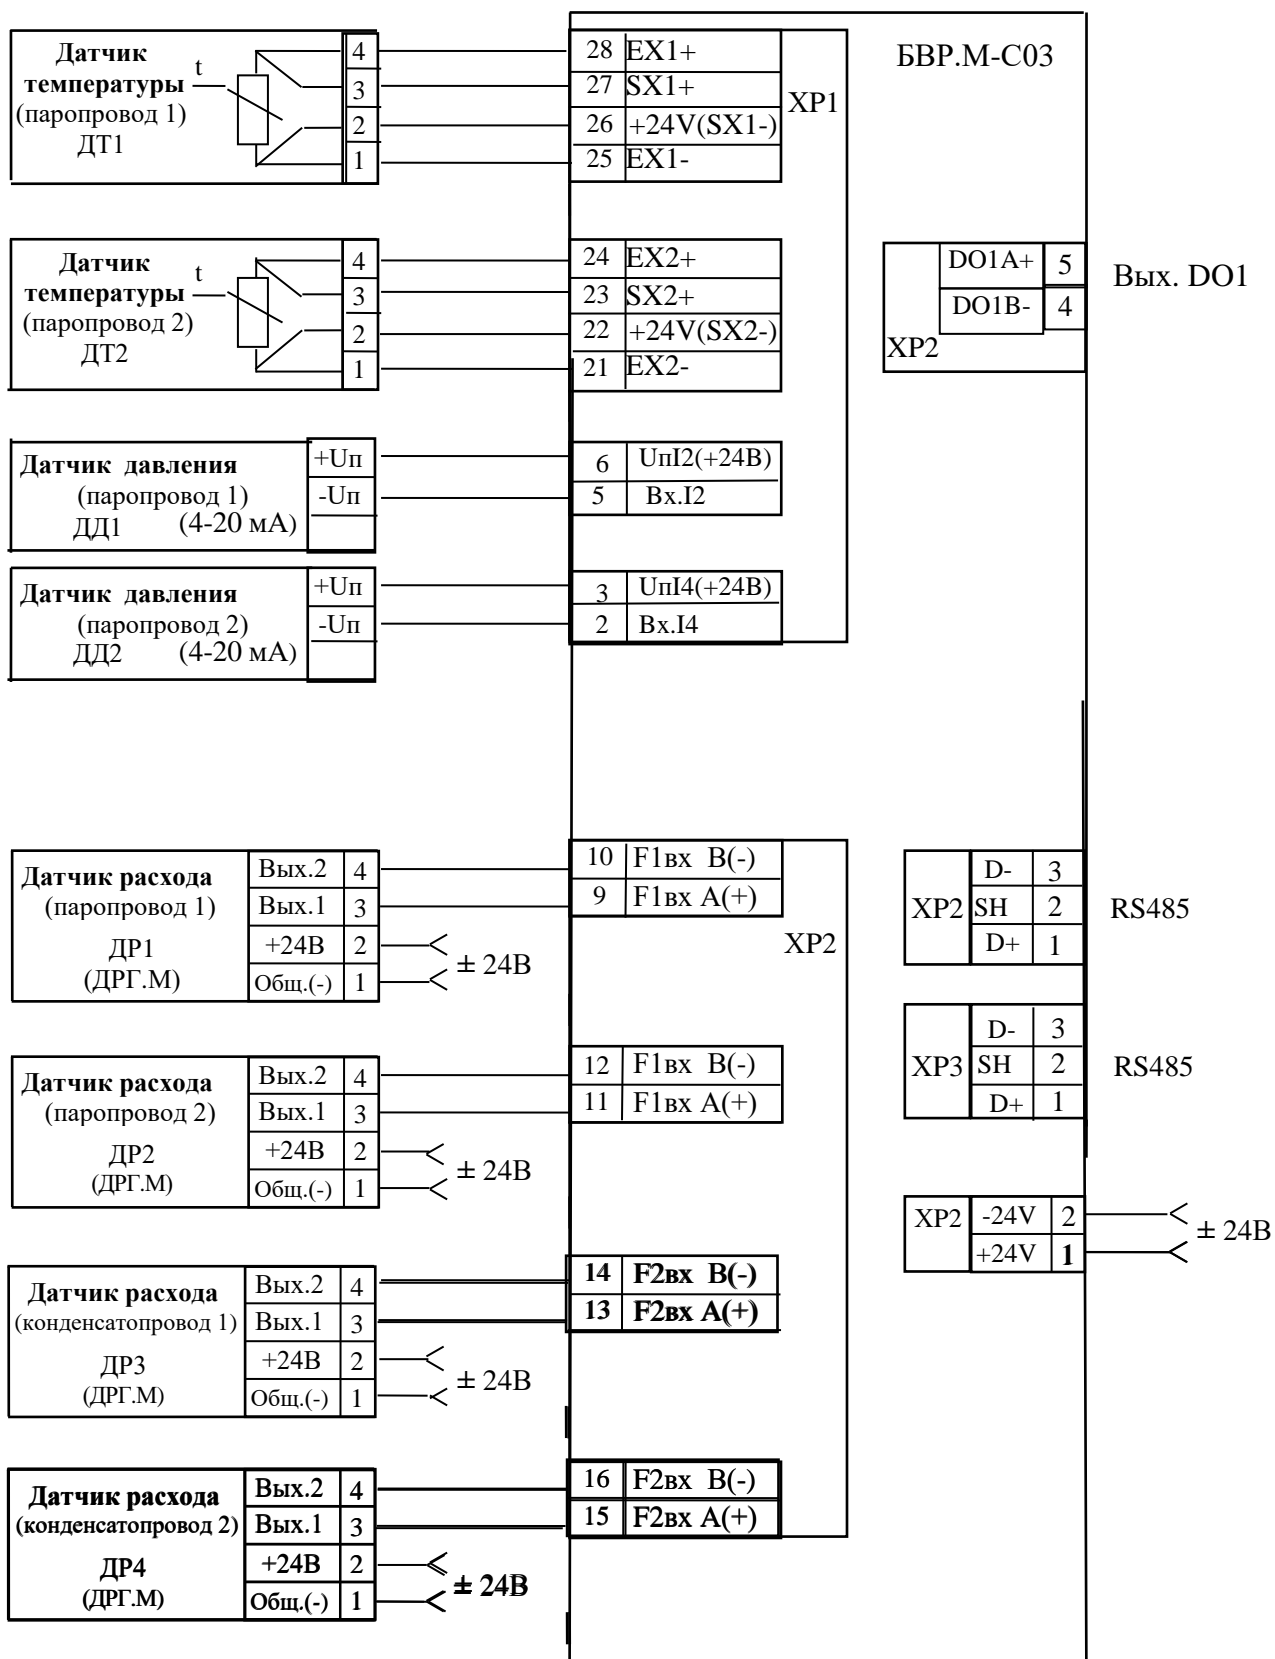 БВР.М-С03
Датчик
температуры
(паропровод 1)
ДТ1
t
4
3
2
1
28 EX1+
27 SX1+
26 +24V(SX1-)
25 EX1-
XP1
Датчик
температуры
(паропровод 2)
ДТ2
t
4
3
2
1
24 EX2+
23 SX2+
22 +24V(SX2-)
21 EX2-
DO1A+ 5
DO1B- 4
XP2
Вых. DO1
Датчик давления
(паропровод 1)
ДД1 (4-20 мА)
+Uп
-Uп
6 UпI2(+24В)
5 Вх.I2
Датчик давления
(паропровод 2)
ДД2 (4-20 мА)
+Uп
-Uп
3 UпI4(+24В)
2 Вх.I4
Датчик расхода
(паропровод 1)
ДР1
(ДРГ.М)
Вых.2 4
Вых.1 3
+24В 2
Общ.(-) 1
± 24В
10 F1вх В(-)
9 F1вх А(+)
XP2
XP2
D- 3
SH 2
D+ 1
RS485
Датчик расхода
(паропровод 2)
ДР2
(ДРГ.М)
Вых.2 4
Вых.1 3
+24В 2
Общ.(-) 1
± 24В
12 F1вх В(-)
11 F1вх А(+)
XP3
D- 3
SH 2
D+ 1
RS485
XP2
-24V 2
+24V 1
± 24В
Датчик расхода
(конденсатопровод 1)
ДР3
(ДРГ.М)
Вых.2 4
Вых.1 3
+24В 2
Общ.(-) 1
± 24В
14 F2вх В(-)
13 F2вх А(+)
Датчик расхода
(конденсатопровод 2)
ДР4
(ДРГ.М)
Вых.2 4
Вых.1 3
+24В 2
Общ.(-) 1
± 24В
16 F2вх В(-)
15 F2вх А(+)